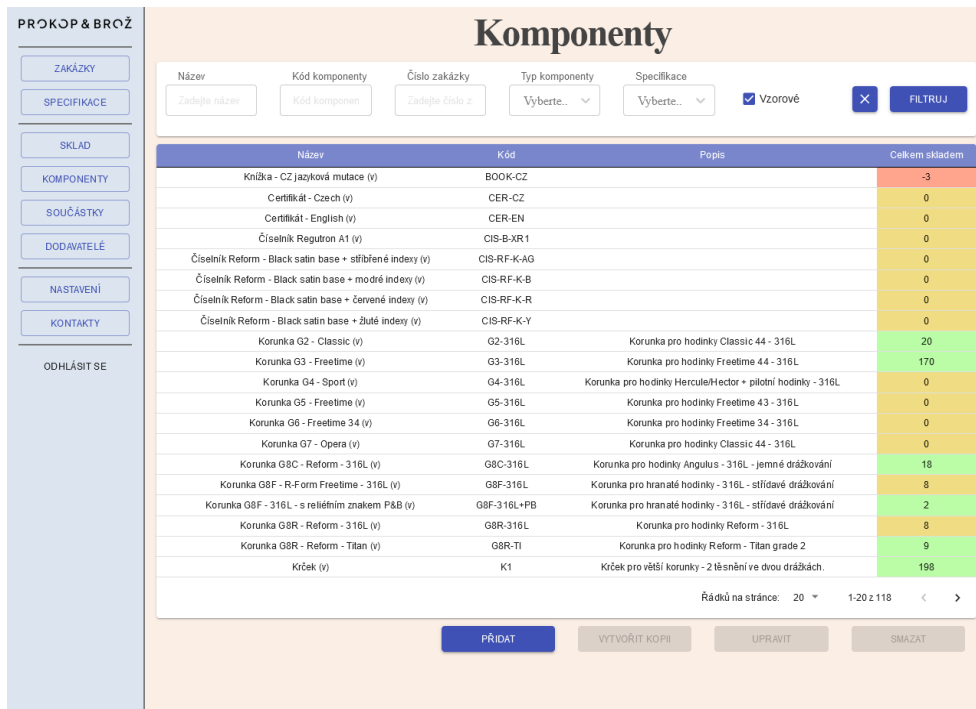 PROKOP & BROŽ
ZAKÁZKY
SPECIFIKACE
SKLAD
KOMPONENTY
SOUČÁSTKY
DODAVATELÉ
NASTAVENÍ
KONTAKTY
ODHLÁSIT SE
Komponenty
Název Kód komponenty Číslo zakázky Typ komponenty Specifikace
Zadejte název Kód komponen Zadejte číslo z Vyberte.. Vyberte.. Vzorové FILTRUJ
Název Kód Popis Celkem skladem
Knížka - CZ jazyková mutace (v) BOOK-CZ -3
Certifikát - Czech (v) CER-CZ 0
Certifikát - English (v) CER-EN 0
Číselník Regutron A1 (v) CIS-B-XR1 0
Číselník Reform - Black satin base + stříbřené indexy (v) CIS-RF-K-AG 0
Číselník Reform - Black satin base + modré indexy (v) CIS-RF-K-B 0
Číselník Reform - Black satin base + červené indexy (v) CIS-RF-K-R 0
Číselník Reform - Black satin base + žluté indexy (v) CIS-RF-K-Y 0
Korunka G2 - Classic (v) G2-316L Korunka pro hodinky Classic 44 - 316L 20
Korunka G3 - Freetime (v) G3-316L Korunka pro hodinky Freetime 44 - 316L 170
Korunka G4 - Sport (v) G4-316L Korunka pro hodinky Hercule/Hector + pilotní hodinky - 316L 0
Korunka G5 - Freetime (v) G5-316L Korunka pro hodinky Freetime 43 - 316L 0
Korunka G6 - Freetime 34 (v) G6-316L Korunka pro hodinky Freetime 34 - 316L 0
Korunka G7 - Opera (v) G7-316L Korunka pro hodinky Classic 44 - 316L 0
Korunka G8C - Reform - 316L (v) G8C-316L Korunka pro hodinky Angulus - 316L - jemné drážkování 18
Korunka G8F - R-Form Freetime - 316L (v) G8F-316L Korunka pro hranaté hodinky - 316L - střídavé drážkování 8
Korunka G8F - 316L - s reliéfním znakem P&B (v) G8F-316L+PB Korunka pro hranaté hodinky - 316L - střídavé drážkování 2
Korunka G8R - Reform - 316L (v) G8R-316L Korunka pro hodinky Reform - 316L 8
Korunka G8R - Reform - Titan (v) G8R-TI Korunka pro hodinky Reform - Titan grade 2 9
Krček (v) K1 Krček pro větší korunky - 2 těsnění ve dvou drážkách. 198
Řádků na stránce: 20 1-20 z 118
PŘIDAT VYTVOŘIT KOPII UPRAVIT SMAZAT